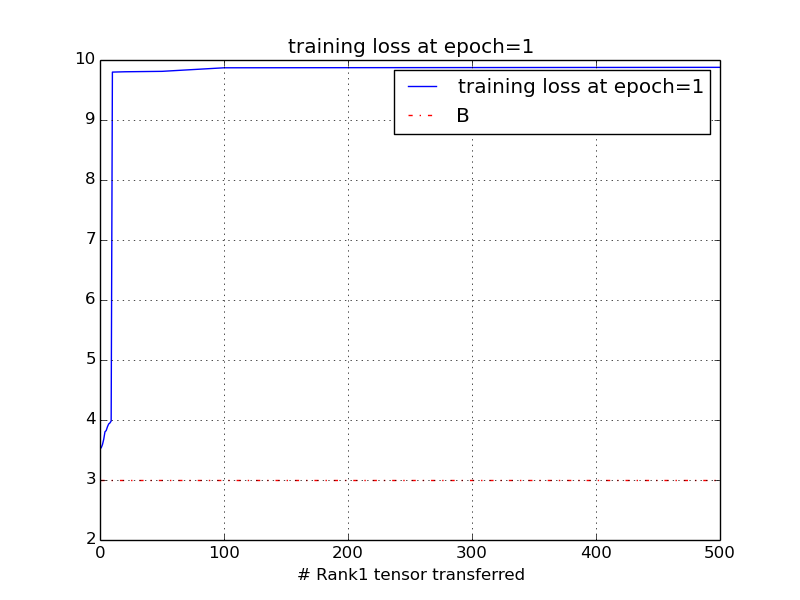 training loss at epoch=1
10
9
8
7
6
5
4
3
2
training loss at epoch=1
B
0 100 200 300 400 500
# Rank1 tensor transferred